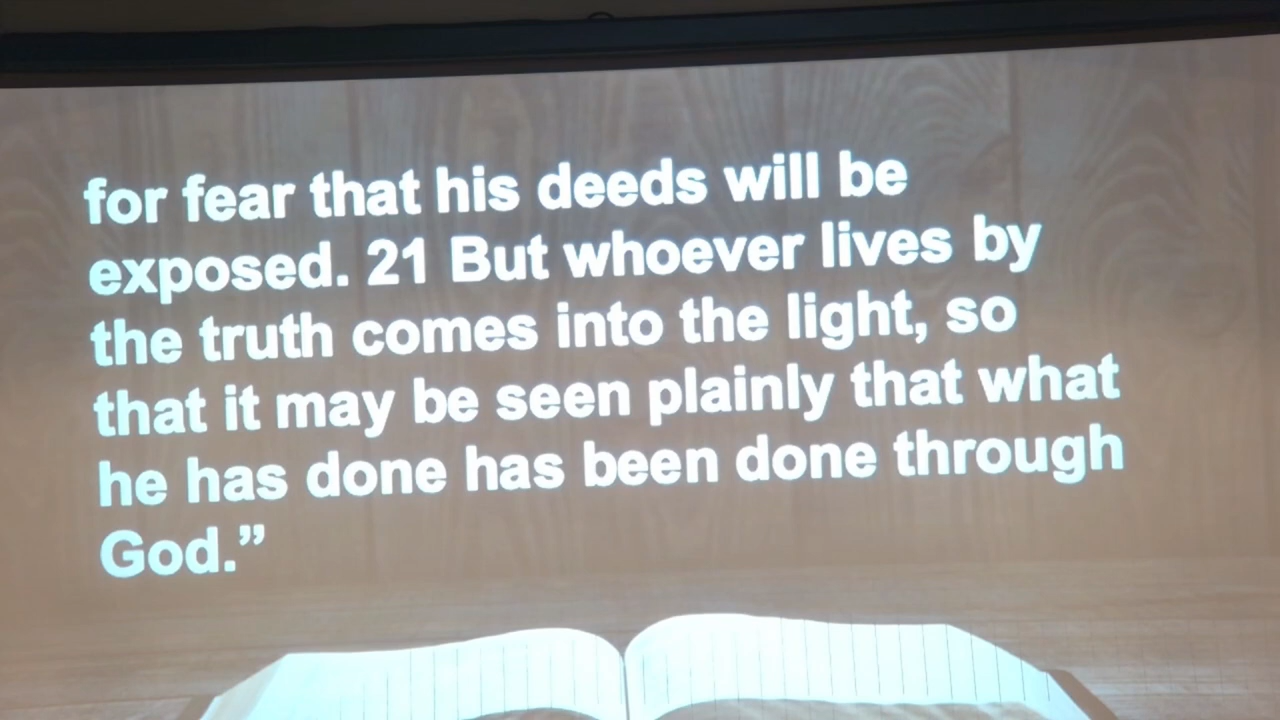 for fear that his deeds will be
exposed. 21 But whoever lives by
the truth comes into the light, so
that it may be seen plainly that what
he has done has been done through
God.”